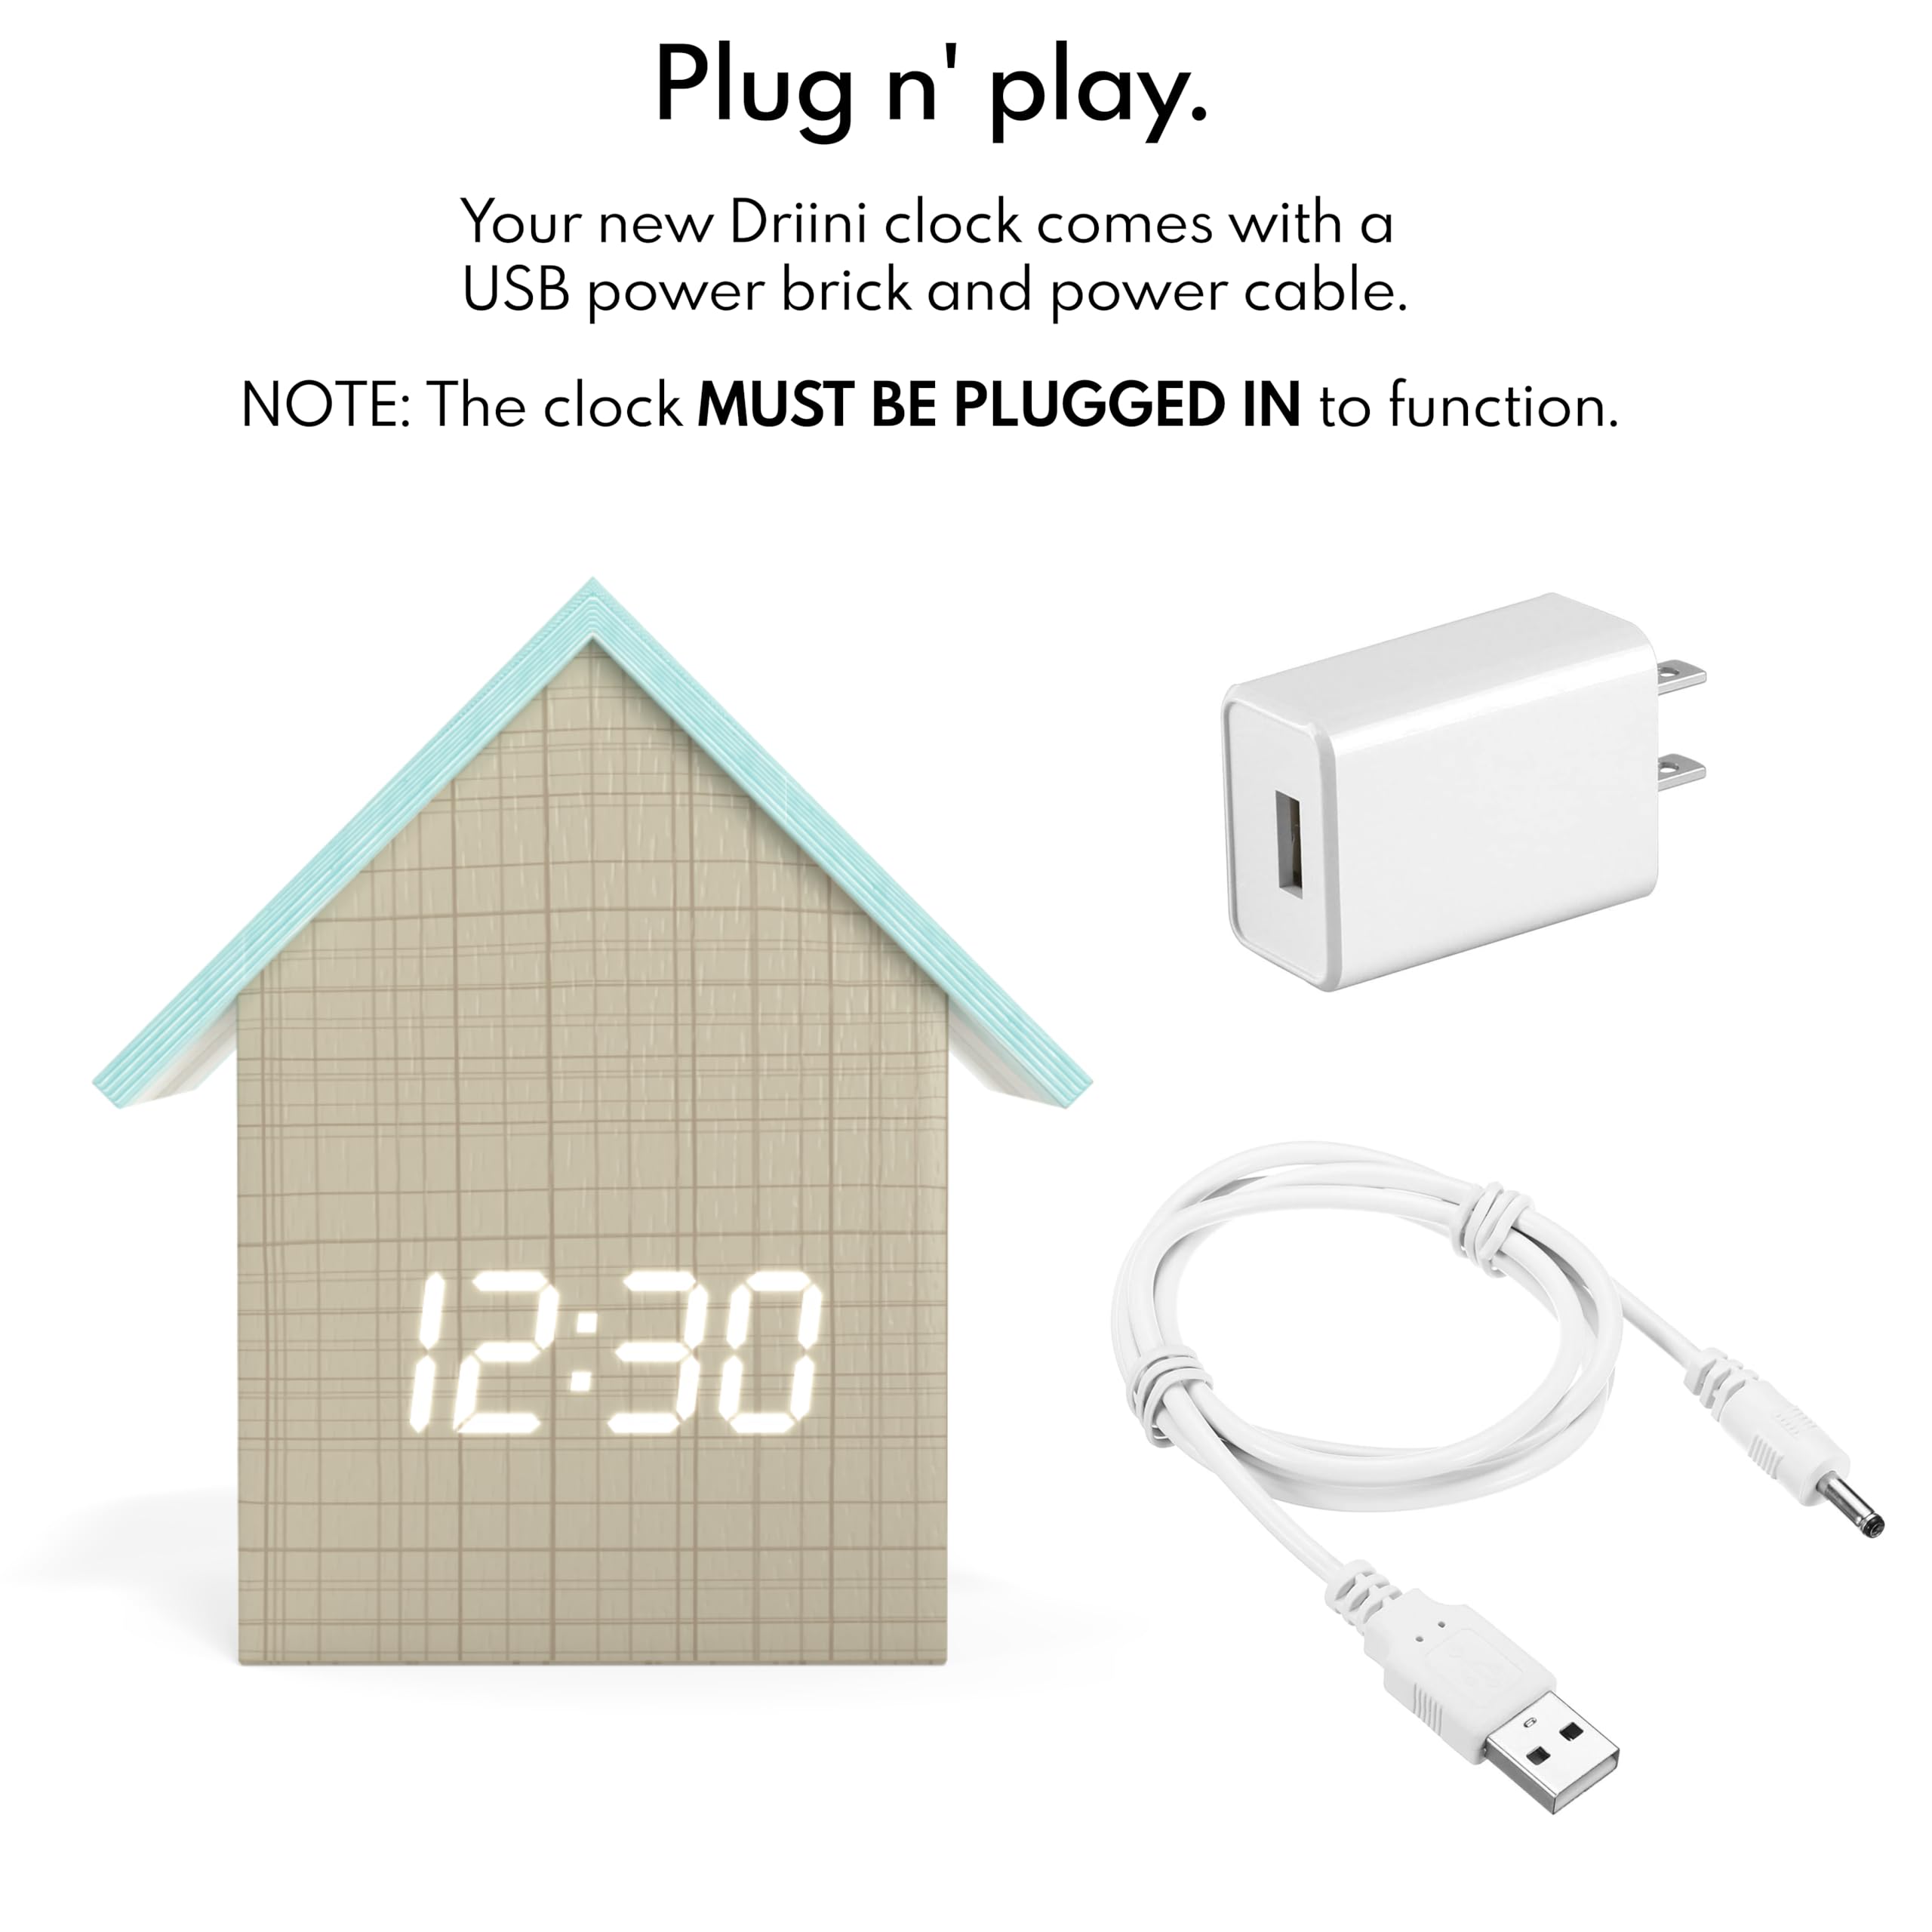 Plug n' play.
Your new Driini clock comes with a
USB power brick and power cable.
NOTE: The clock MUST BE PLUGGED IN to function.
12:30